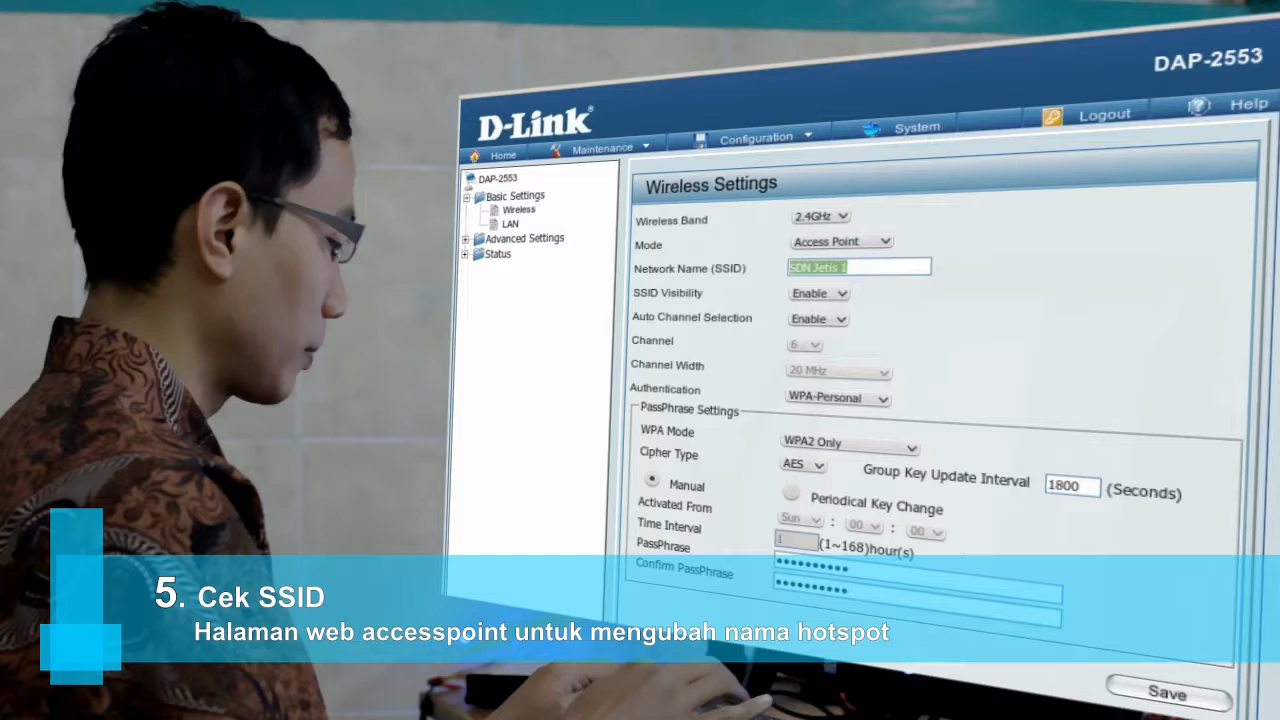 DAP-2553
D-Link®
Home
Maintenance
Configuration
System
Logout
Help
DAP-2553
Basic Settings
Wireless
LAN
Advanced Settings
Status
Wireless Settings
Wireless Band 2.4GHz
Mode Access Point
Network Name (SSID) SDN Jetis 1
SSID Visibility Enable
Auto Channel Selection Enable
Channel 6
Channel Width 20 MHz
Authentication WPA-Personal
PassPhrase Settings
WPA Mode WPA2 Only
Cipher Type AES Group Key Update Interval 1800 (Seconds)
Manual Periodical Key Change
Activated From Sun : 00 : 00
Time Interval 1 (1~168)hour(s)
PassPhrase ••••••••••
Confirm PassPhrase ••••••••••
5. Cek SSID
Halaman web accesspoint untuk mengubah nama hotspot
Save